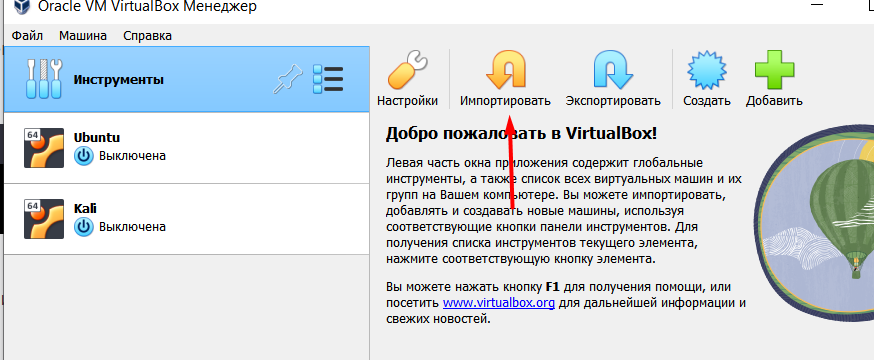 Oracle VM VirtualBox Менеджер
Файл Машина Справка
Инструменты
Настройки Импортировать Экспортировать Создать Добавить
64
Ubuntu
Выключена
64
Kali
Выключена
Добро пожаловать в VirtualBox!
Левая часть окна приложения содержит глобальные
инструменты, а также список всех виртуальных машин и их
групп на Вашем компьютере. Вы можете импортировать,
добавлять и создавать новые машины, используя
соответствующие кнопки панели инструментов. Для
получения списка инструментов текущего элемента,
нажмите соответствующую кнопку элемента.
Вы можете нажать кнопку F1 для получения помощи, или
посетить www.virtualbox.org для дальнейшей информации и
свежих новостей.